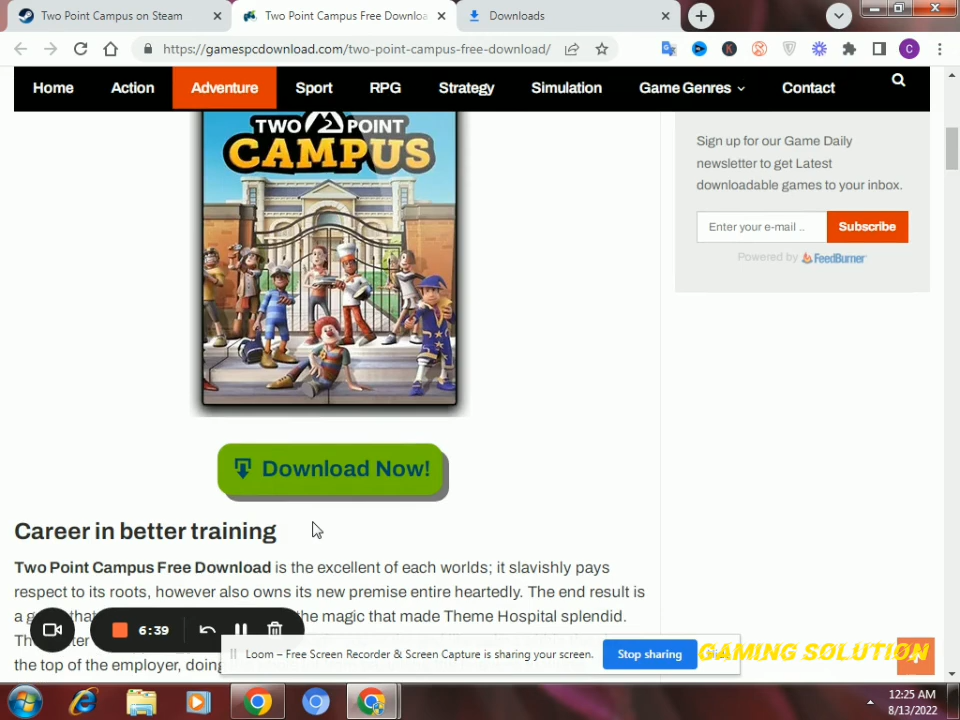 Two Point Campus on Steam
Two Point Campus Free Downloa
Downloads
C
https://gamespcdownload.com/two-point-campus-free-download/
Home
Action
Adventure
Sport
RPG
Strategy
Simulation
Game Genres
Contact
TWO POINT
CAMPUS
Sign up for our Game Daily
newsletter to get Latest
downloadable games to your inbox.
Enter your e-mail ..
Subscribe
Powered by FeedBurner
Download Now!
Career in better training
Two Point Campus Free Download is the excellent of each worlds; it slavishly pays
respect to its roots, however also owns its new premise entire heartedly. The end result is
a g the magic that made Theme Hospital splendid.
the top of the employer, doing
6:39
Loom – Free Screen Recorder & Screen Capture is sharing your screen.
Stop sharing
GAMING SOLUTION
12:25 AM
8/13/2022